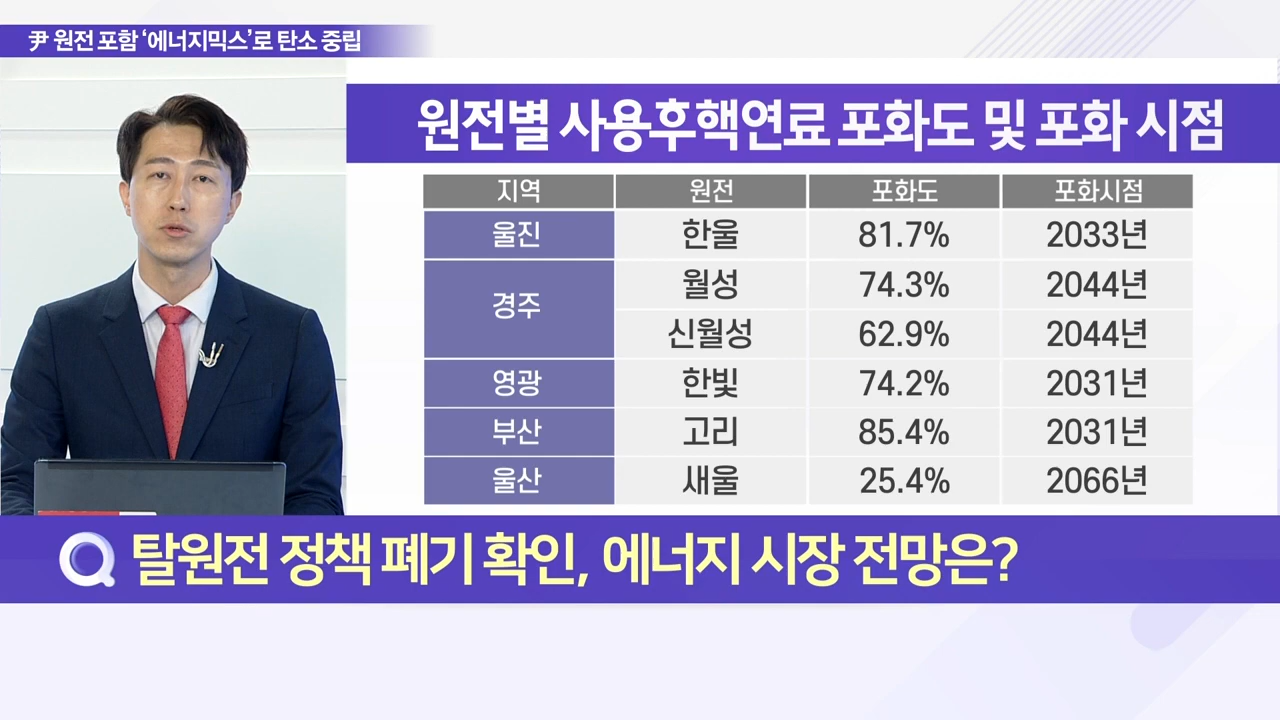 尹 원전 포함 ‘에너지믹스’로 탄소 중립
원전별 사용후핵연료 포화도 및 포화 시점
지역 원전 포화도 포화시점
울진 한울 81.7% 2033년
경주 월성 74.3% 2044년
신월성 62.9% 2044년
영광 한빛 74.2% 2031년
부산 고리 85.4% 2031년
울산 새울 25.4% 2066년
Q 탈원전 정책 폐기 확인, 에너지 시장 전망은?